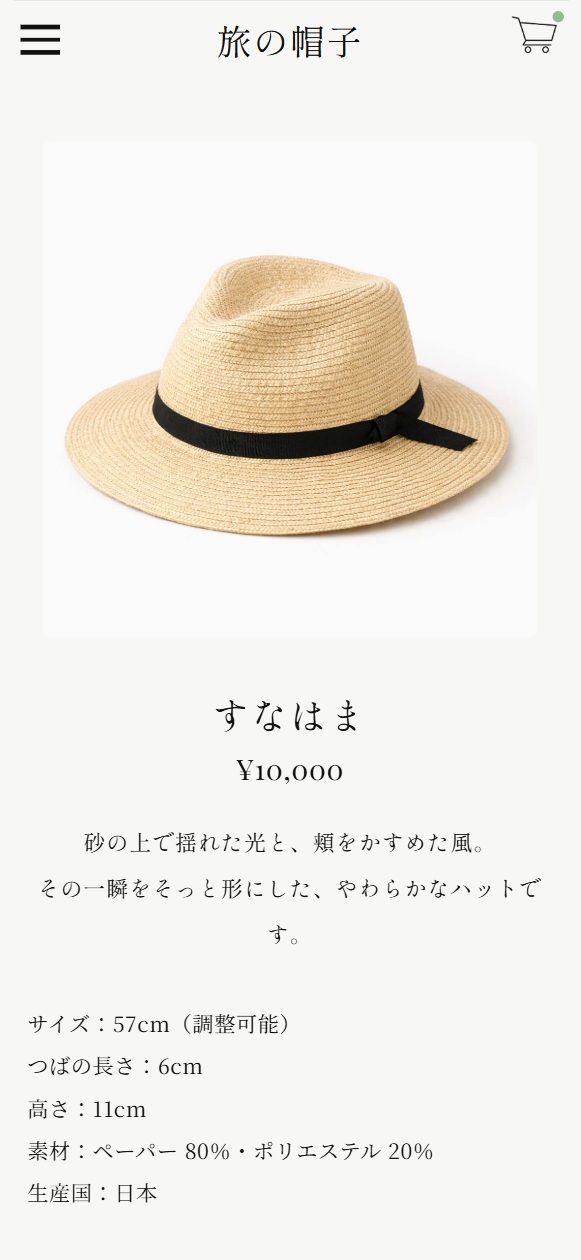 旅の帽子
すなはま
¥10,000
砂の上で揺れた光と、頬をかすめた風。
その一瞬をそっと形にした、やわらかなハットで
す。
サイズ：57cm（調整可能）
つばの長さ：6cm
高さ：11cm
素材：ペーパー 80%・ポリエステル 20%
生産国：日本